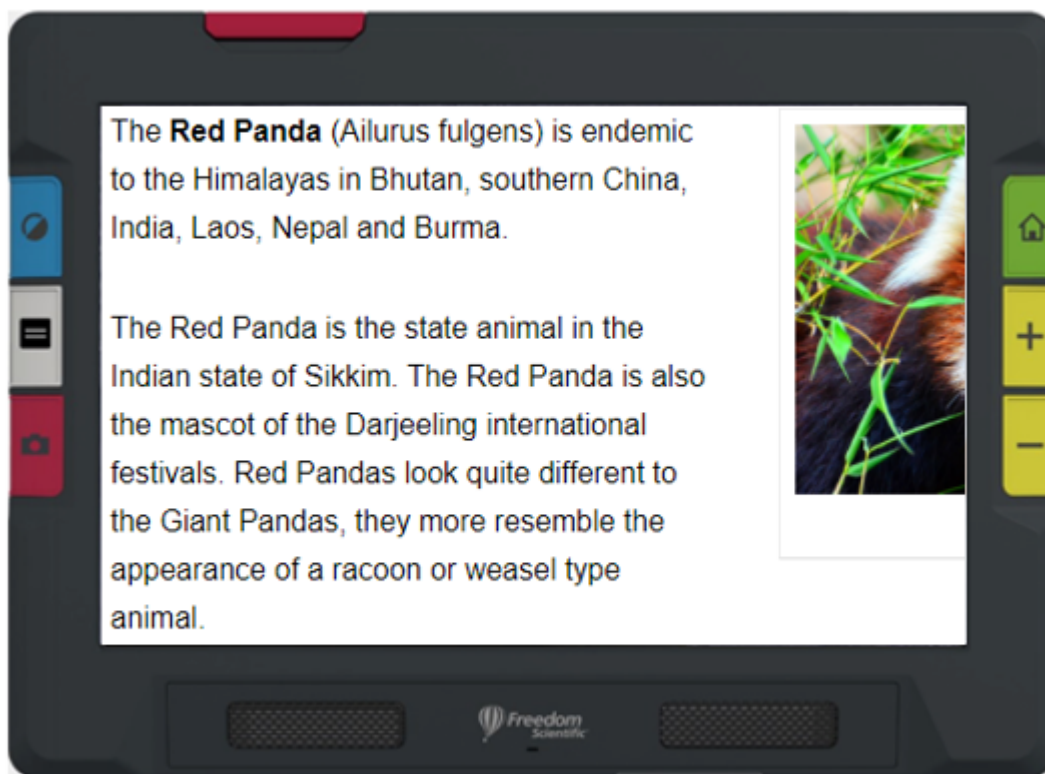 The Red Panda (Ailurus fulgens) is endemic
to the Himalayas in Bhutan, southern China,
India, Laos, Nepal and Burma.
The Red Panda is the state animal in the
Indian state of Sikkim. The Red Panda is also
the mascot of the Darjeeling international
festivals. Red Pandas look quite different to
the Giant Pandas, they more resemble the
appearance of a racoon or weasel type
animal.
Freedom
Scientific